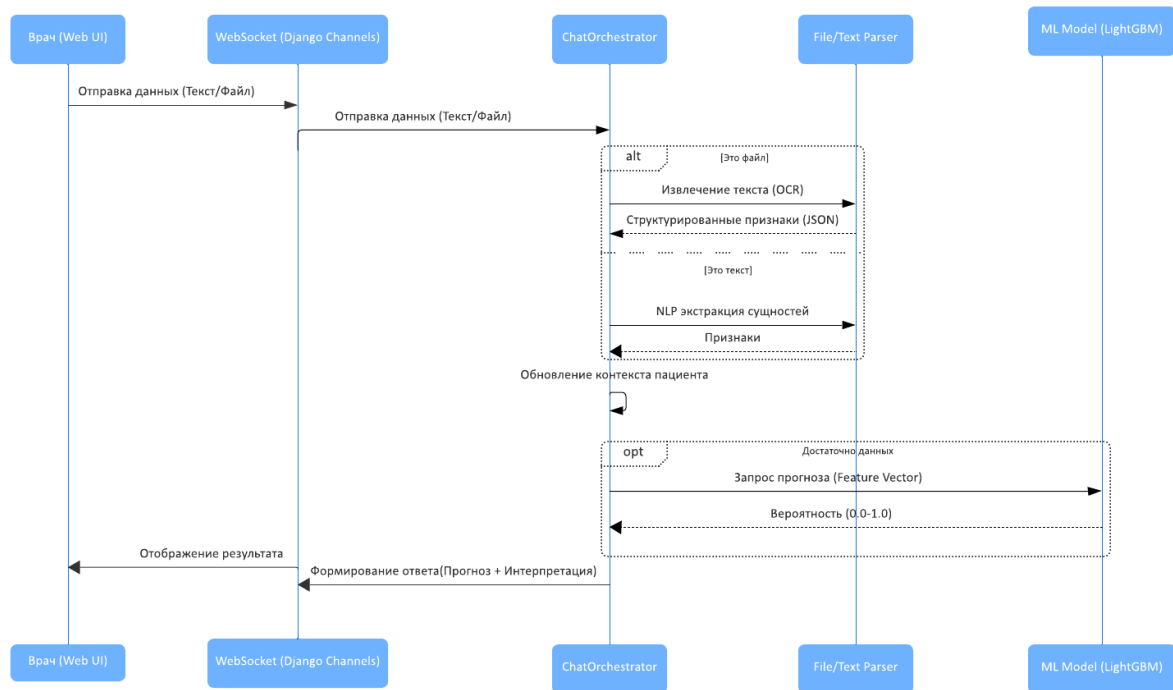 Врач (Web UI)
WebSocket (Django Channels)
ChatOrchestrator
File/Text Parser
ML Model (LightGBM)
Отправка данных (Текст/Файл)
Отправка данных (Текст/Файл)
alt
[Это файл]
Извлечение текста (OCR)
Структурированные признаки (JSON)
[Это текст]
NLP экстракция сущностей
Признаки
Обновление контекста пациента
opt
Достаточно данных
Запрос прогноза (Feature Vector)
Вероятность (0.0-1.0)
Отображение результата
Формирование ответа(Прогноз + Интерпретация)
Врач (Web UI)
WebSocket (Django Channels)
ChatOrchestrator
File/Text Parser
ML Model (LightGBM)